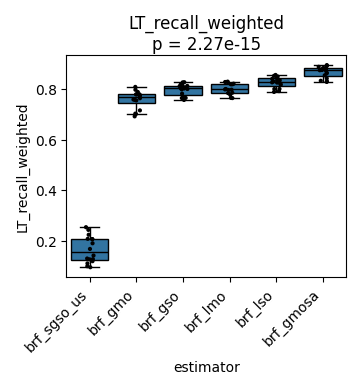 LT_recall_weighted
p = 2.27e-15
LT_recall_weighted
0.8
0.6
0.4
0.2
brf_sgso_us
brf_gmo
brf_gso
brf_lmo
brf_lso
brf_gmosa
estimator